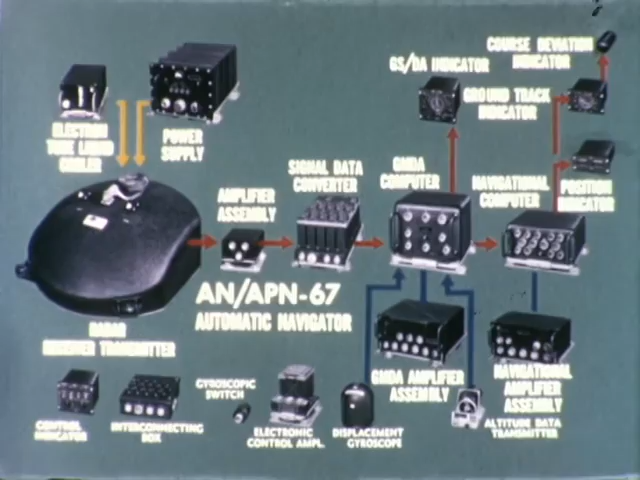 COURSE DEVIATION
INDICATOR
GS/DA INDICATOR
GROUND TRACK
INDICATOR
ELECTRON
TUBE LIQUID
COOLER
POWER
SUPPLY
SIGNAL DATA
CONVERTER
GMDA
COMPUTER
NAVIGATIONAL
COMPUTER
POSITION
INDICATOR
AMPLIFIER
ASSEMBLY
AN/APN-67
AUTOMATIC NAVIGATOR
RADAR
RECEIVER TRANSMITTER
GMDA AMPLIFIER
ASSEMBLY
NAVIGATIONAL
AMPLIFIER
ASSEMBLY
GYROSCOPIC
SWITCH
CONTROL
INDICATOR
INTERCONNECTING
BOX
ELECTRONIC
CONTROL AMPL.
DISPLACEMENT
GYROSCOPE
ALTITUDE DATA
TRANSMITTER